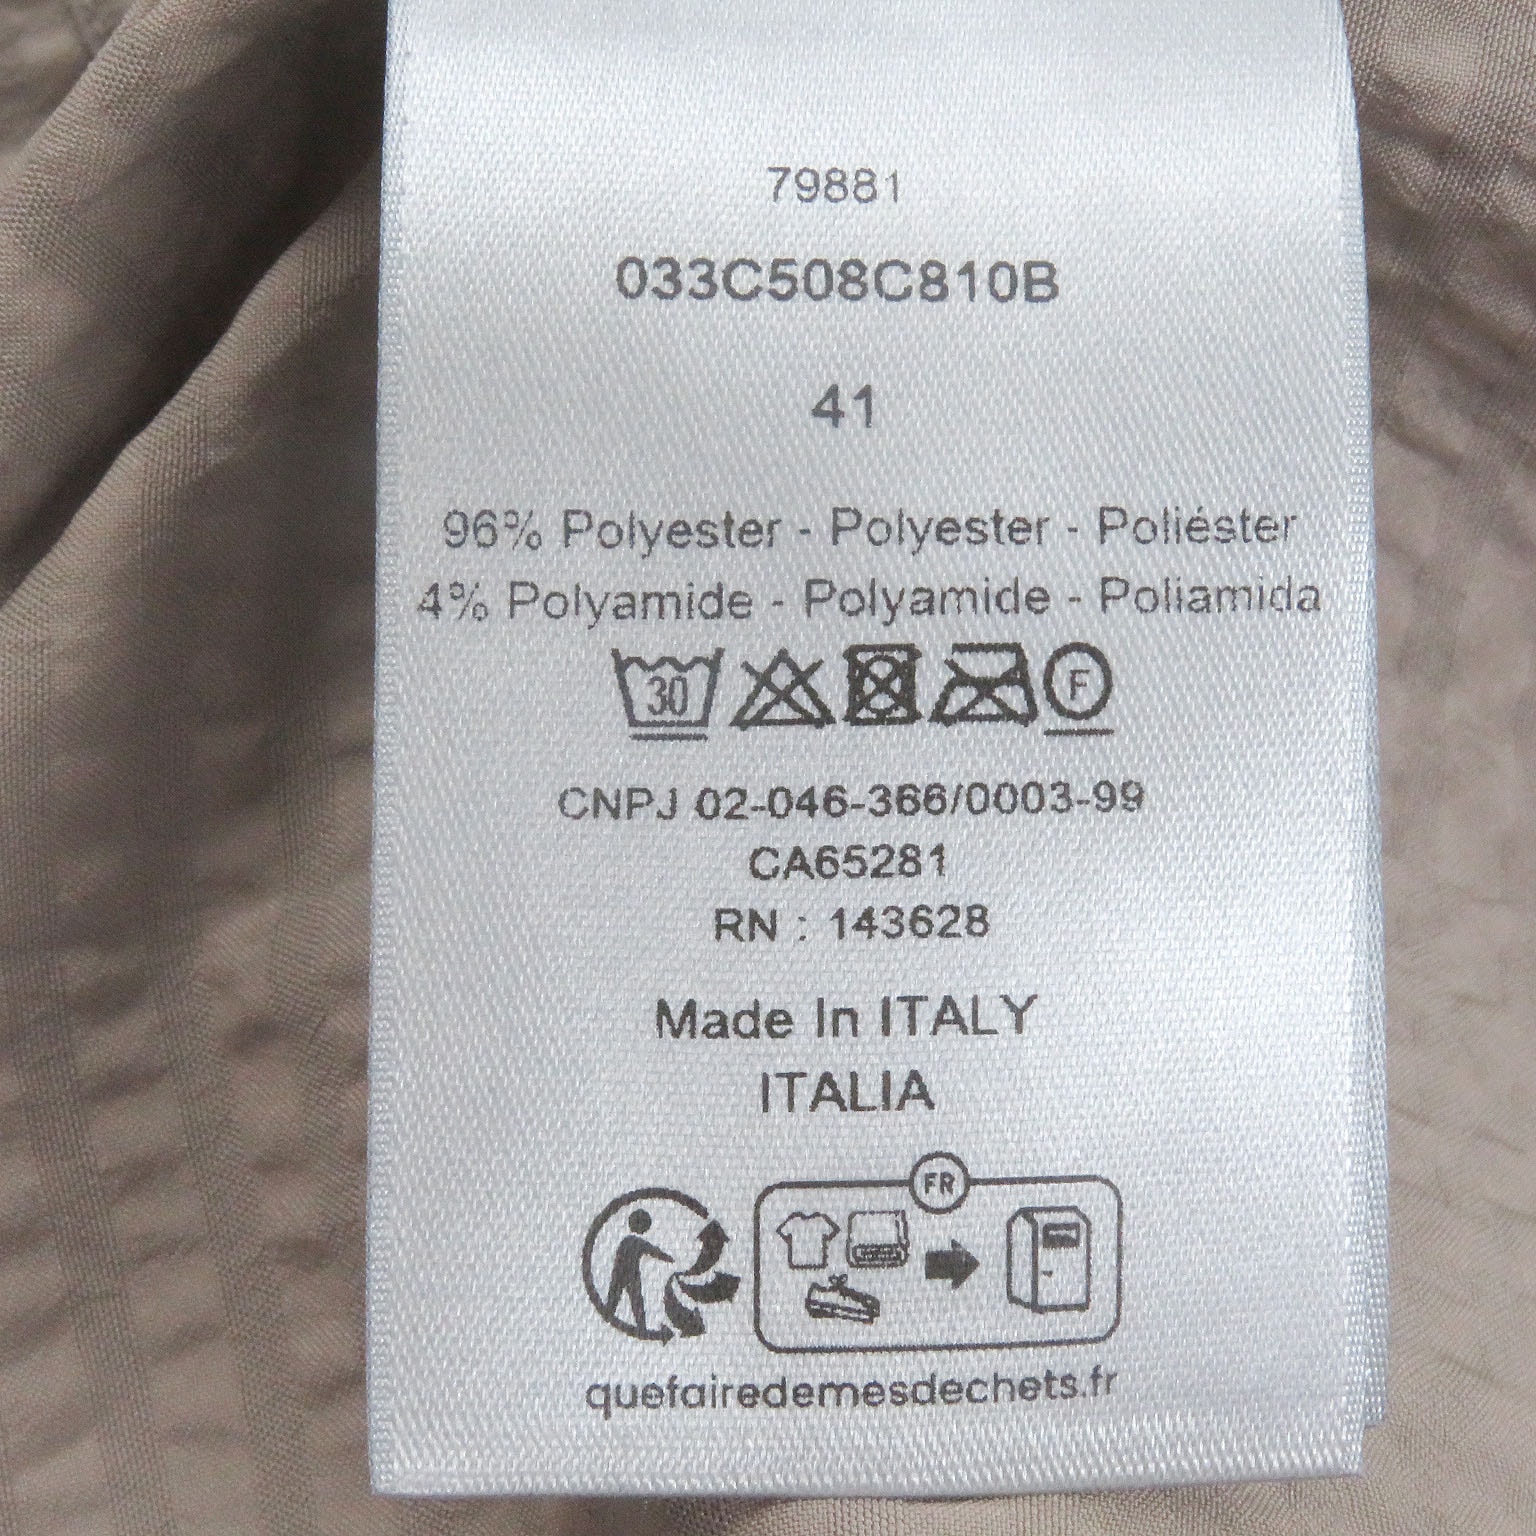 79881
033C508C810B
41
96% Polyester - Polyester - Poliéster
4% Polyamide - Polyamide - Poliamida
30 F
CNPJ 02-046-366/0003-99
CA65281
RN : 143628
Made In ITALY
ITALIA
FR
quefairedemesdechets.fr